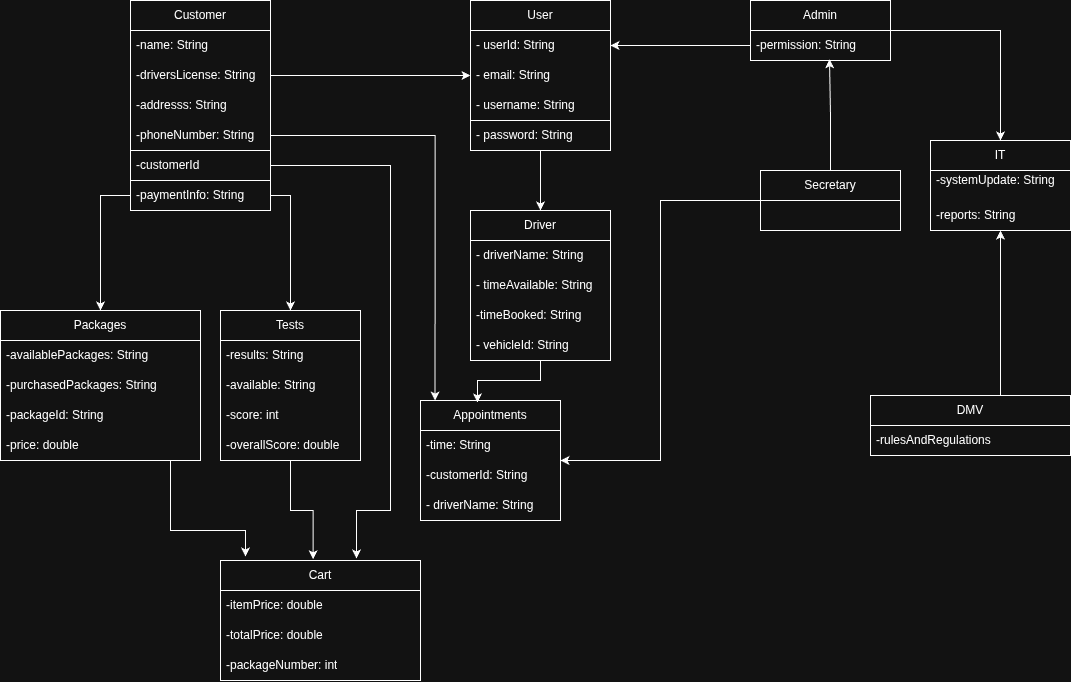 Customer
-name: String
-driversLicense: String
-addresss: String
-phoneNumber: String
-customerId
-paymentInfo: String
User
- userId: String
- email: String
- username: String
- password: String
Admin
-permission: String
IT
-systemUpdate: String
-reports: String
Secretary
Driver
- driverName: String
- timeAvailable: String
-timeBooked: String
- vehicleId: String
Packages
-availablePackages: String
-purchasedPackages: String
-packageId: String
-price: double
Tests
-results: String
-available: String
-score: int
-overallScore: double
Appointments
-time: String
-customerId: String
- driverName: String
DMV
-rulesAndRegulations
Cart
-itemPrice: double
-totalPrice: double
-packageNumber: int